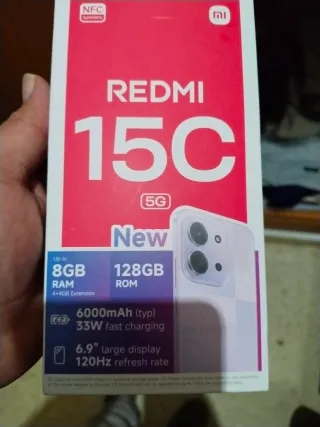 NFC
mi
REDMI
15C
5G
New
Up to
8GB
RAM
4+4GB Extension
128GB
ROM
6000mAh (typ)
33W fast charging
6.9" large display
120Hz refresh rate